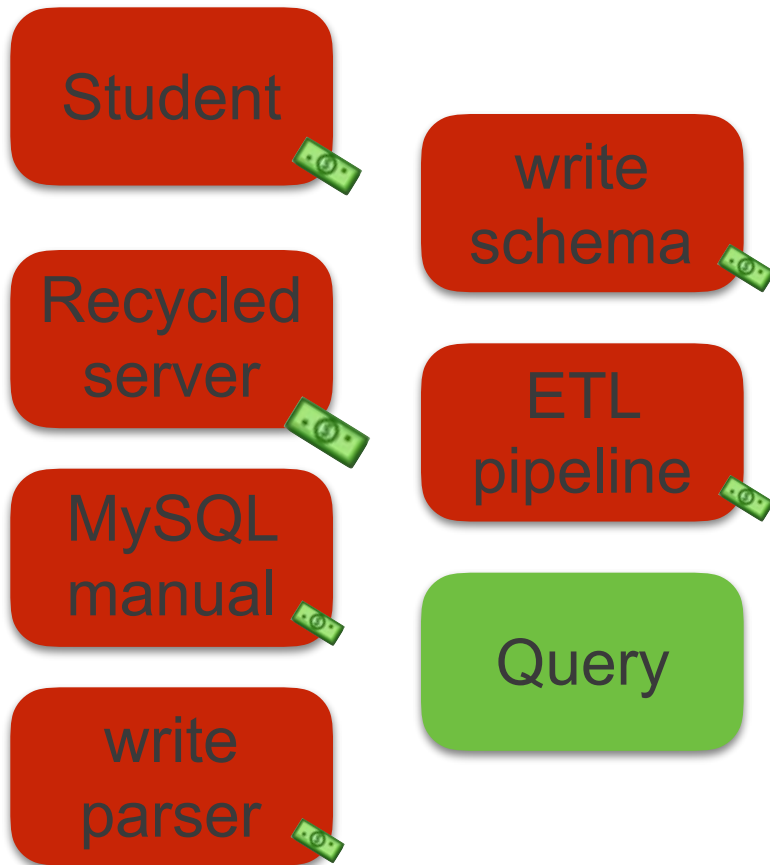 Student
Recycled
server
MySQL
manual
write
parser
write
schema
ETL
pipeline
Query